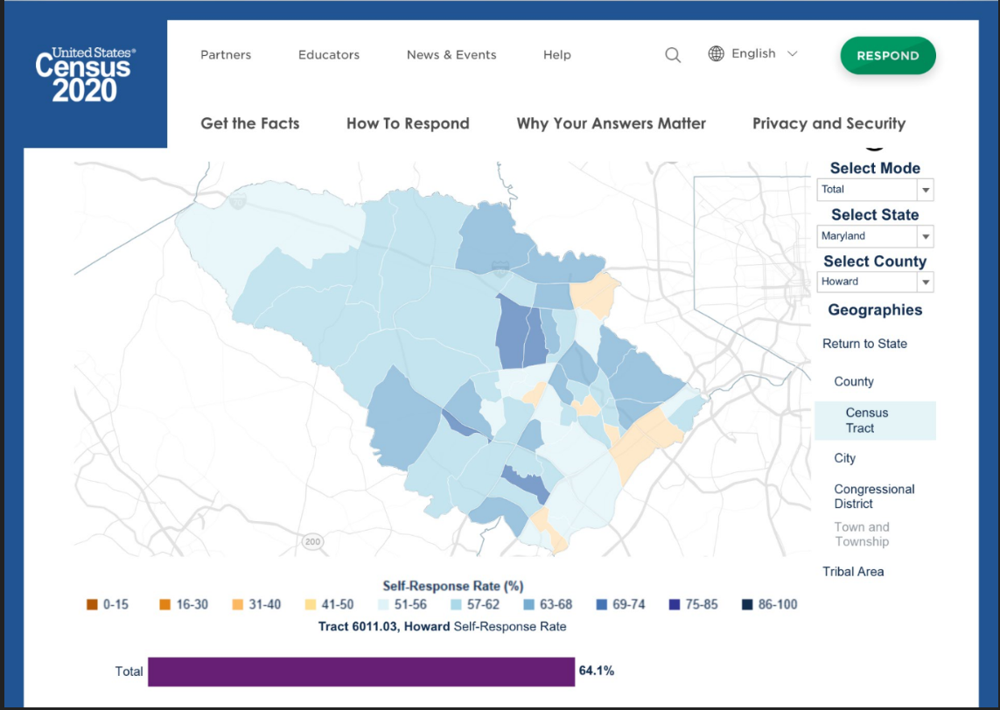 United States®
Census
2020
Partners Educators News & Events Help English RESPOND
Get the Facts How To Respond Why Your Answers Matter Privacy and Security
Select Mode
Total
Select State
Maryland
Select County
Howard
Geographies
Return to State
County
Census
Tract
City
Congressional
District
Town and
Township
Tribal Area
200
Self-Response Rate (%)
0-15 16-30 31-40 41-50 51-56 57-62 63-68 69-74 75-85 86-100
Tract 6011.03, Howard Self-Response Rate
Total 64.1%